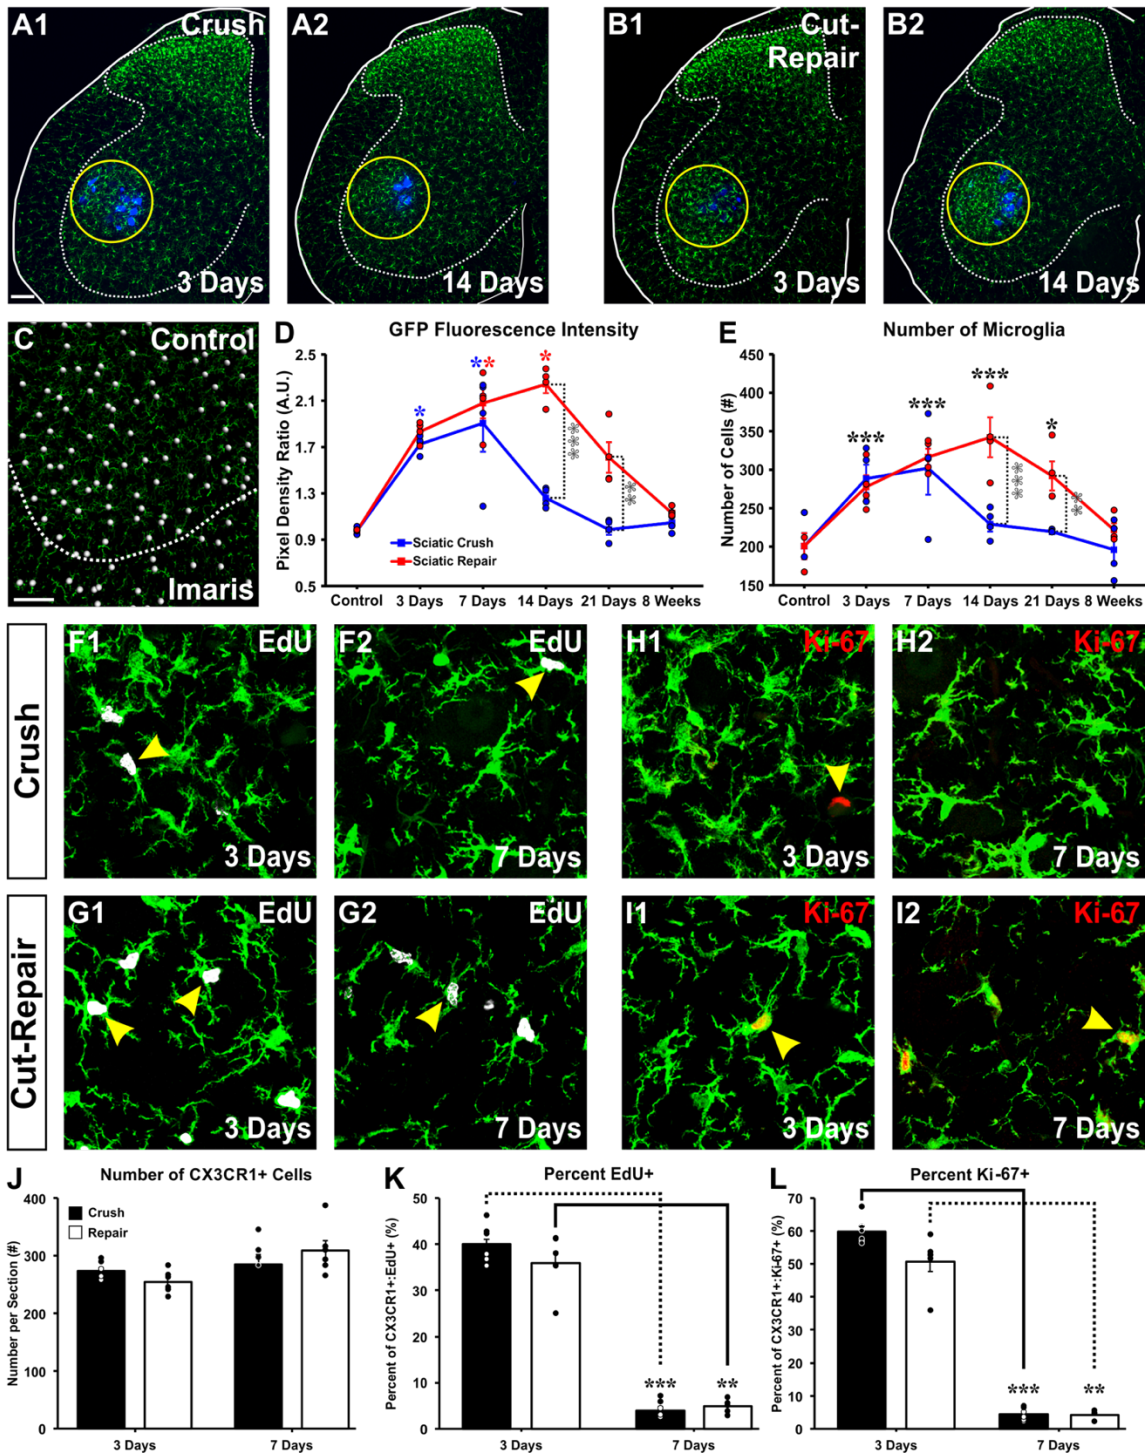 A1 Crush
3 Days
A2
14 Days
B1 Cut-
Repair
3 Days
B2
14 Days
C Control
Imaris
D GFP Fluorescence Intensity
Pixel Density Ratio (A.U.)
2.5
2.1
1.7
1.3
0.9
0.5
* ** *
Sciatic Crush
Sciatic Repair
Control 3 Days 7 Days 14 Days 21 Days 8 Weeks
E Number of Microglia
Number of Cells (#)
450
400
350
300
250
200
150
*** *** *** *
Control 3 Days 7 Days 14 Days 21 Days 8 Weeks
Crush
F1 EdU
3 Days
F2 EdU
7 Days
H1 Ki-67
3 Days
H2 Ki-67
7 Days
Cut-Repair
G1 EdU
3 Days
G2 EdU
7 Days
I1 Ki-67
3 Days
I2 Ki-67
7 Days
J Number of CX3CR1+ Cells
Number per Section (#)
400
300
200
100
0
Crush
Repair
3 Days 7 Days
K Percent EdU+
Percent of CX3CR1+:EdU+ (%)
50
40
30
20
10
0
*** **
3 Days 7 Days
L Percent Ki-67+
Percent of CX3CR1+:Ki-67+ (%)
70
60
50
40
30
20
10
0
*** **
3 Days 7 Days